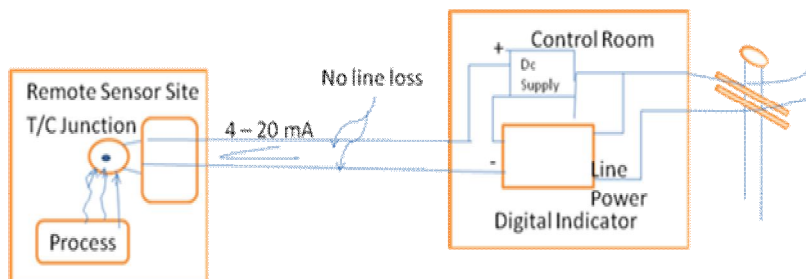 Remote Sensor Site
T/C Junction
Process
No line loss
4 – 20 mA
Control Room
+
Dc
Supply
-
Line
Power
Digital Indicator